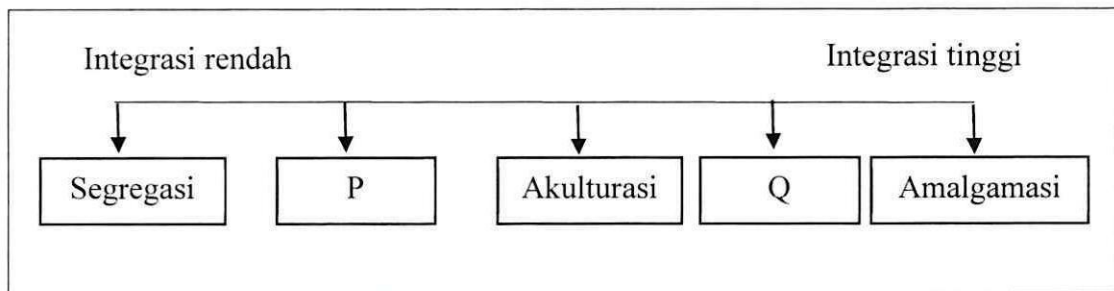 Integrasi rendah
Integrasi tinggi
Segregasi
P
Akulturasi
Q
Amalgamasi